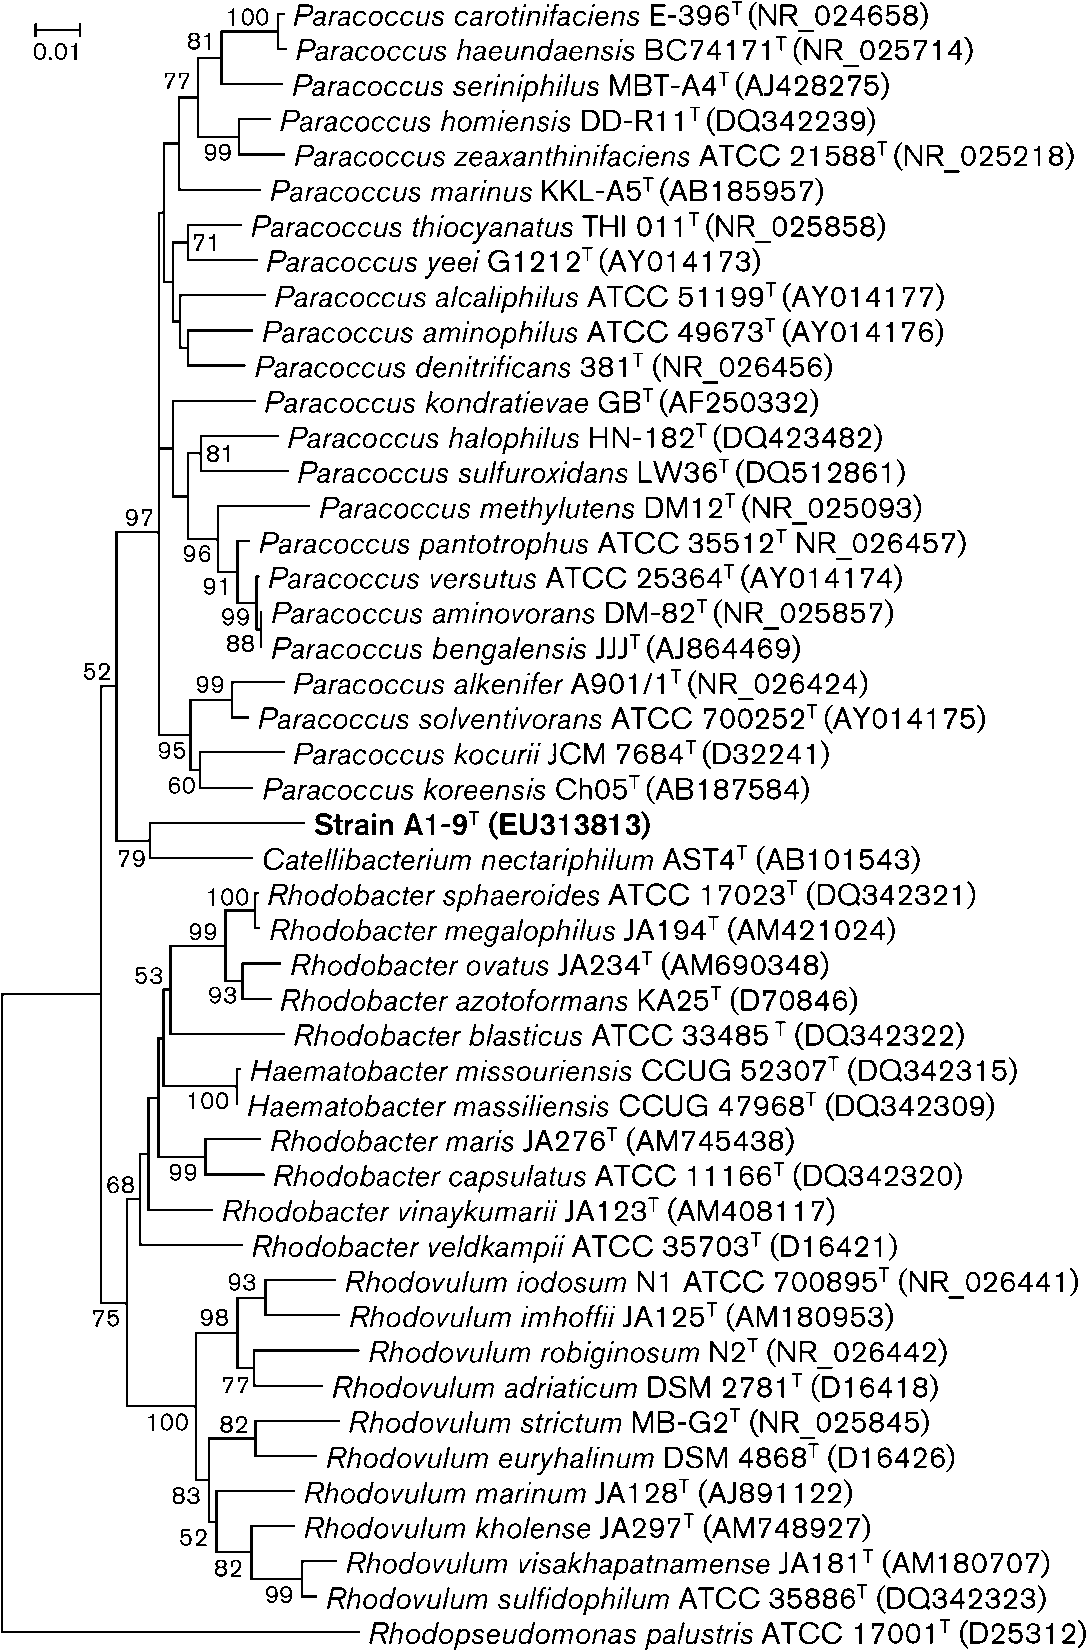 100 Paracoccus carotinifaciens E-396T (NR_024658)
0.01
81
Paracoccus haeundaensis BC74171T (NR_025714)
77
Paracoccus seriniphilus MBT-A4T (AJ428275)
Paracoccus homiensis DD-R11T (DQ342239)
99
Paracoccus zeaxanthinifaciens ATCC 21588T (NR_025218)
Paracoccus marinus KKL-A5T (AB185957)
Paracoccus thiocyanatus THI 011T (NR_025858)
71
Paracoccus yeei G1212T (AY014173)
Paracoccus alcaliphilus ATCC 51199T (AY014177)
Paracoccus aminophilus ATCC 49673T (AY014176)
Paracoccus denitrificans 381T (NR_026456)
Paracoccus kondratievae GBT (AF250332)
Paracoccus halophilus HN-182T (DQ423482)
81
Paracoccus sulfuroxidans LW36T (DQ512861)
Paracoccus methylutens DM12T (NR_025093)
97
Paracoccus pantotrophus ATCC 35512T NR_026457)
96
Paracoccus versutus ATCC 25364T (AY014174)
91
Paracoccus aminovorans DM-82T (NR_025857)
99
88
Paracoccus bengalensis JJJT (AJ864469)
52
99
Paracoccus alkenifer A901/1T (NR_026424)
Paracoccus solventivorans ATCC 700252T (AY014175)
95
Paracoccus kocurii JCM 7684T (D32241)
60
Paracoccus koreensis Ch05T (AB187584)
Strain A1-9T (EU313813)
79
Catellibacterium nectariphilum AST4T (AB101543)
100
Rhodobacter sphaeroides ATCC 17023T (DQ342321)
99
Rhodobacter megalophilus JA194T (AM421024)
53
Rhodobacter ovatus JA234T (AM690348)
93
Rhodobacter azotoformans KA25T (D70846)
Rhodobacter blasticus ATCC 33485 T (DQ342322)
Haematobacter missouriensis CCUG 52307T (DQ342315)
100
Haematobacter massiliensis CCUG 47968T (DQ342309)
Rhodobacter maris JA276T (AM745438)
99
Rhodobacter capsulatus ATCC 11166T (DQ342320)
68
Rhodobacter vinaykumarii JA123T (AM408117)
Rhodobacter veldkampii ATCC 35703T (D16421)
93
Rhodovulum iodosum N1 ATCC 700895T (NR_026441)
75
98
Rhodovulum imhoffii JA125T (AM180953)
Rhodovulum robiginosum N2T (NR_026442)
77
Rhodovulum adriaticum DSM 2781T (D16418)
100
82
Rhodovulum strictum MB-G2T (NR_025845)
Rhodovulum euryhalinum DSM 4868T (D16426)
83
Rhodovulum marinum JA128T (AJ891122)
52
Rhodovulum kholense JA297T (AM748927)
82
Rhodovulum visakhapatnamense JA181T (AM180707)
99
Rhodovulum sulfidophilum ATCC 35886T (DQ342323)
Rhodopseudomonas palustris ATCC 17001T (D25312)